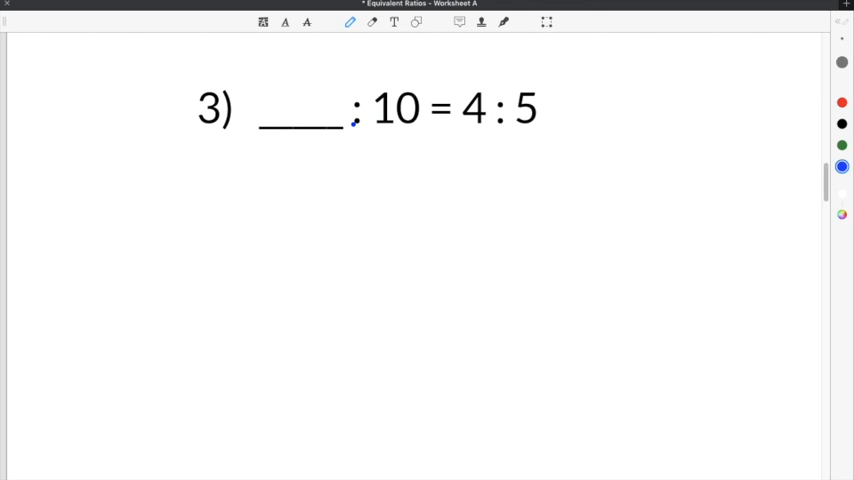 * Equivalent Ratios - Worksheet A
3) _____ : 10 = 4 : 5